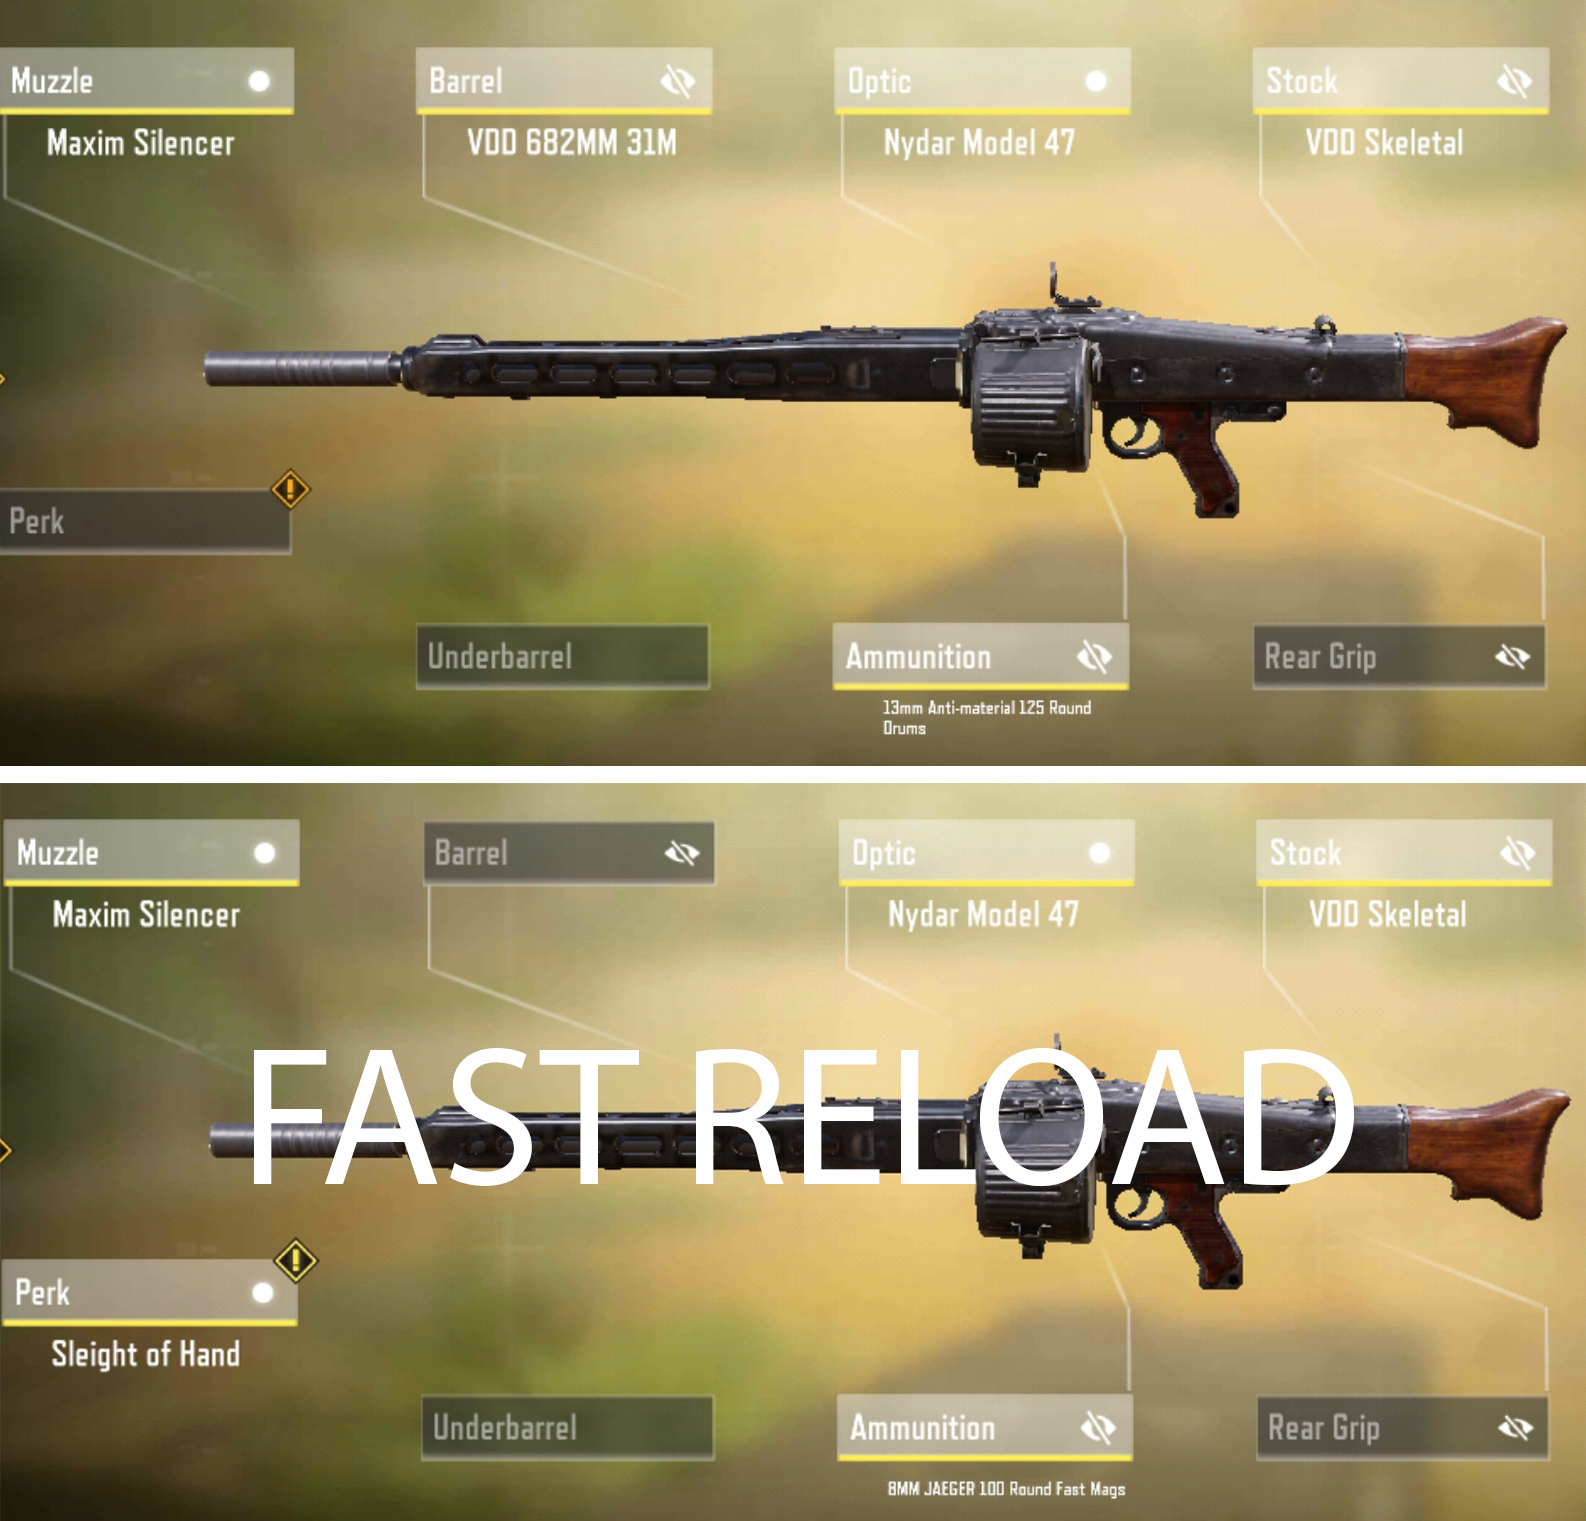 Muzzle
Barrel
Optic
Stock
Maxim Silencer
VDD 682MM 31M
Nydar Model 47
VDD Skeletal
Perk
Underbarrel
Ammunition
Rear Grip
13mm Anti-material 125 Round
Drums
Muzzle
Barrel
Optic
Stock
Maxim Silencer
Nydar Model 47
VDD Skeletal
FAST RELOAD
Perk
Sleight of Hand
Underbarrel
Ammunition
Rear Grip
8MM JAEGER 100 Round Fast Mags